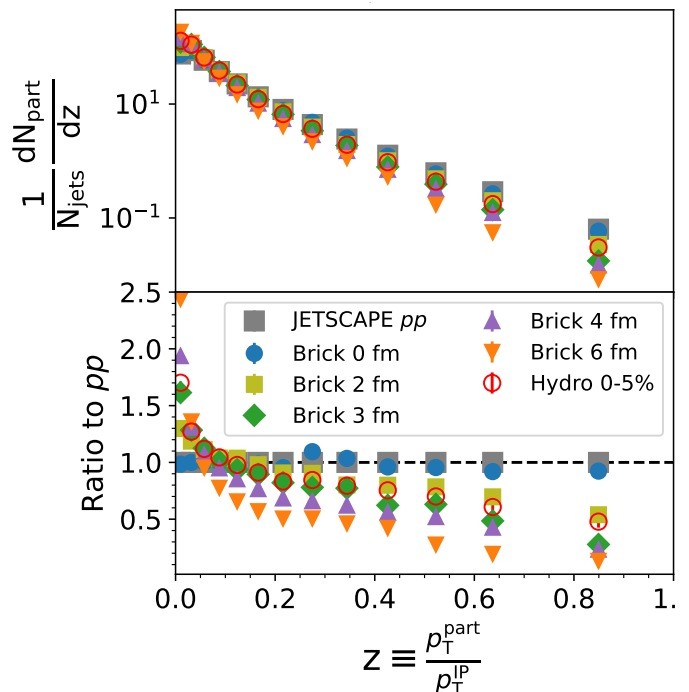 10^1
10^-1
1/N_jets dN_part/dz
2.5
2.0
1.5
1.0
0.5
Ratio to pp
JETSCAPE pp
Brick 0 fm
Brick 2 fm
Brick 3 fm
Brick 4 fm
Brick 6 fm
Hydro 0-5%
0.0 0.2 0.4 0.6 0.8 1.
z ≡ p_T^part / p_T^IP